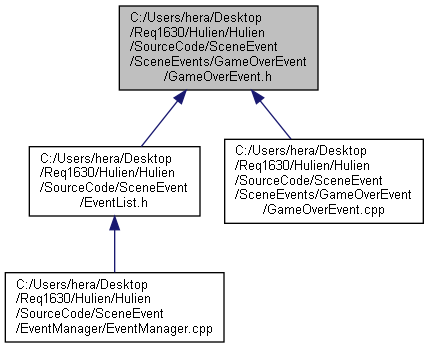 C:/Users/hera/Desktop
/Req1630/Hulien/Hulien
/SourceCode/SceneEvent
/SceneEvents/GameOverEvent
/GameOverEvent.h
C:/Users/hera/Desktop
/Req1630/Hulien/Hulien
/SourceCode/SceneEvent
/EventList.h
C:/Users/hera/Desktop
/Req1630/Hulien/Hulien
/SourceCode/SceneEvent
/SceneEvents/GameOverEvent
/GameOverEvent.cpp
C:/Users/hera/Desktop
/Req1630/Hulien/Hulien
/SourceCode/SceneEvent
/EventManager/EventManager.cpp